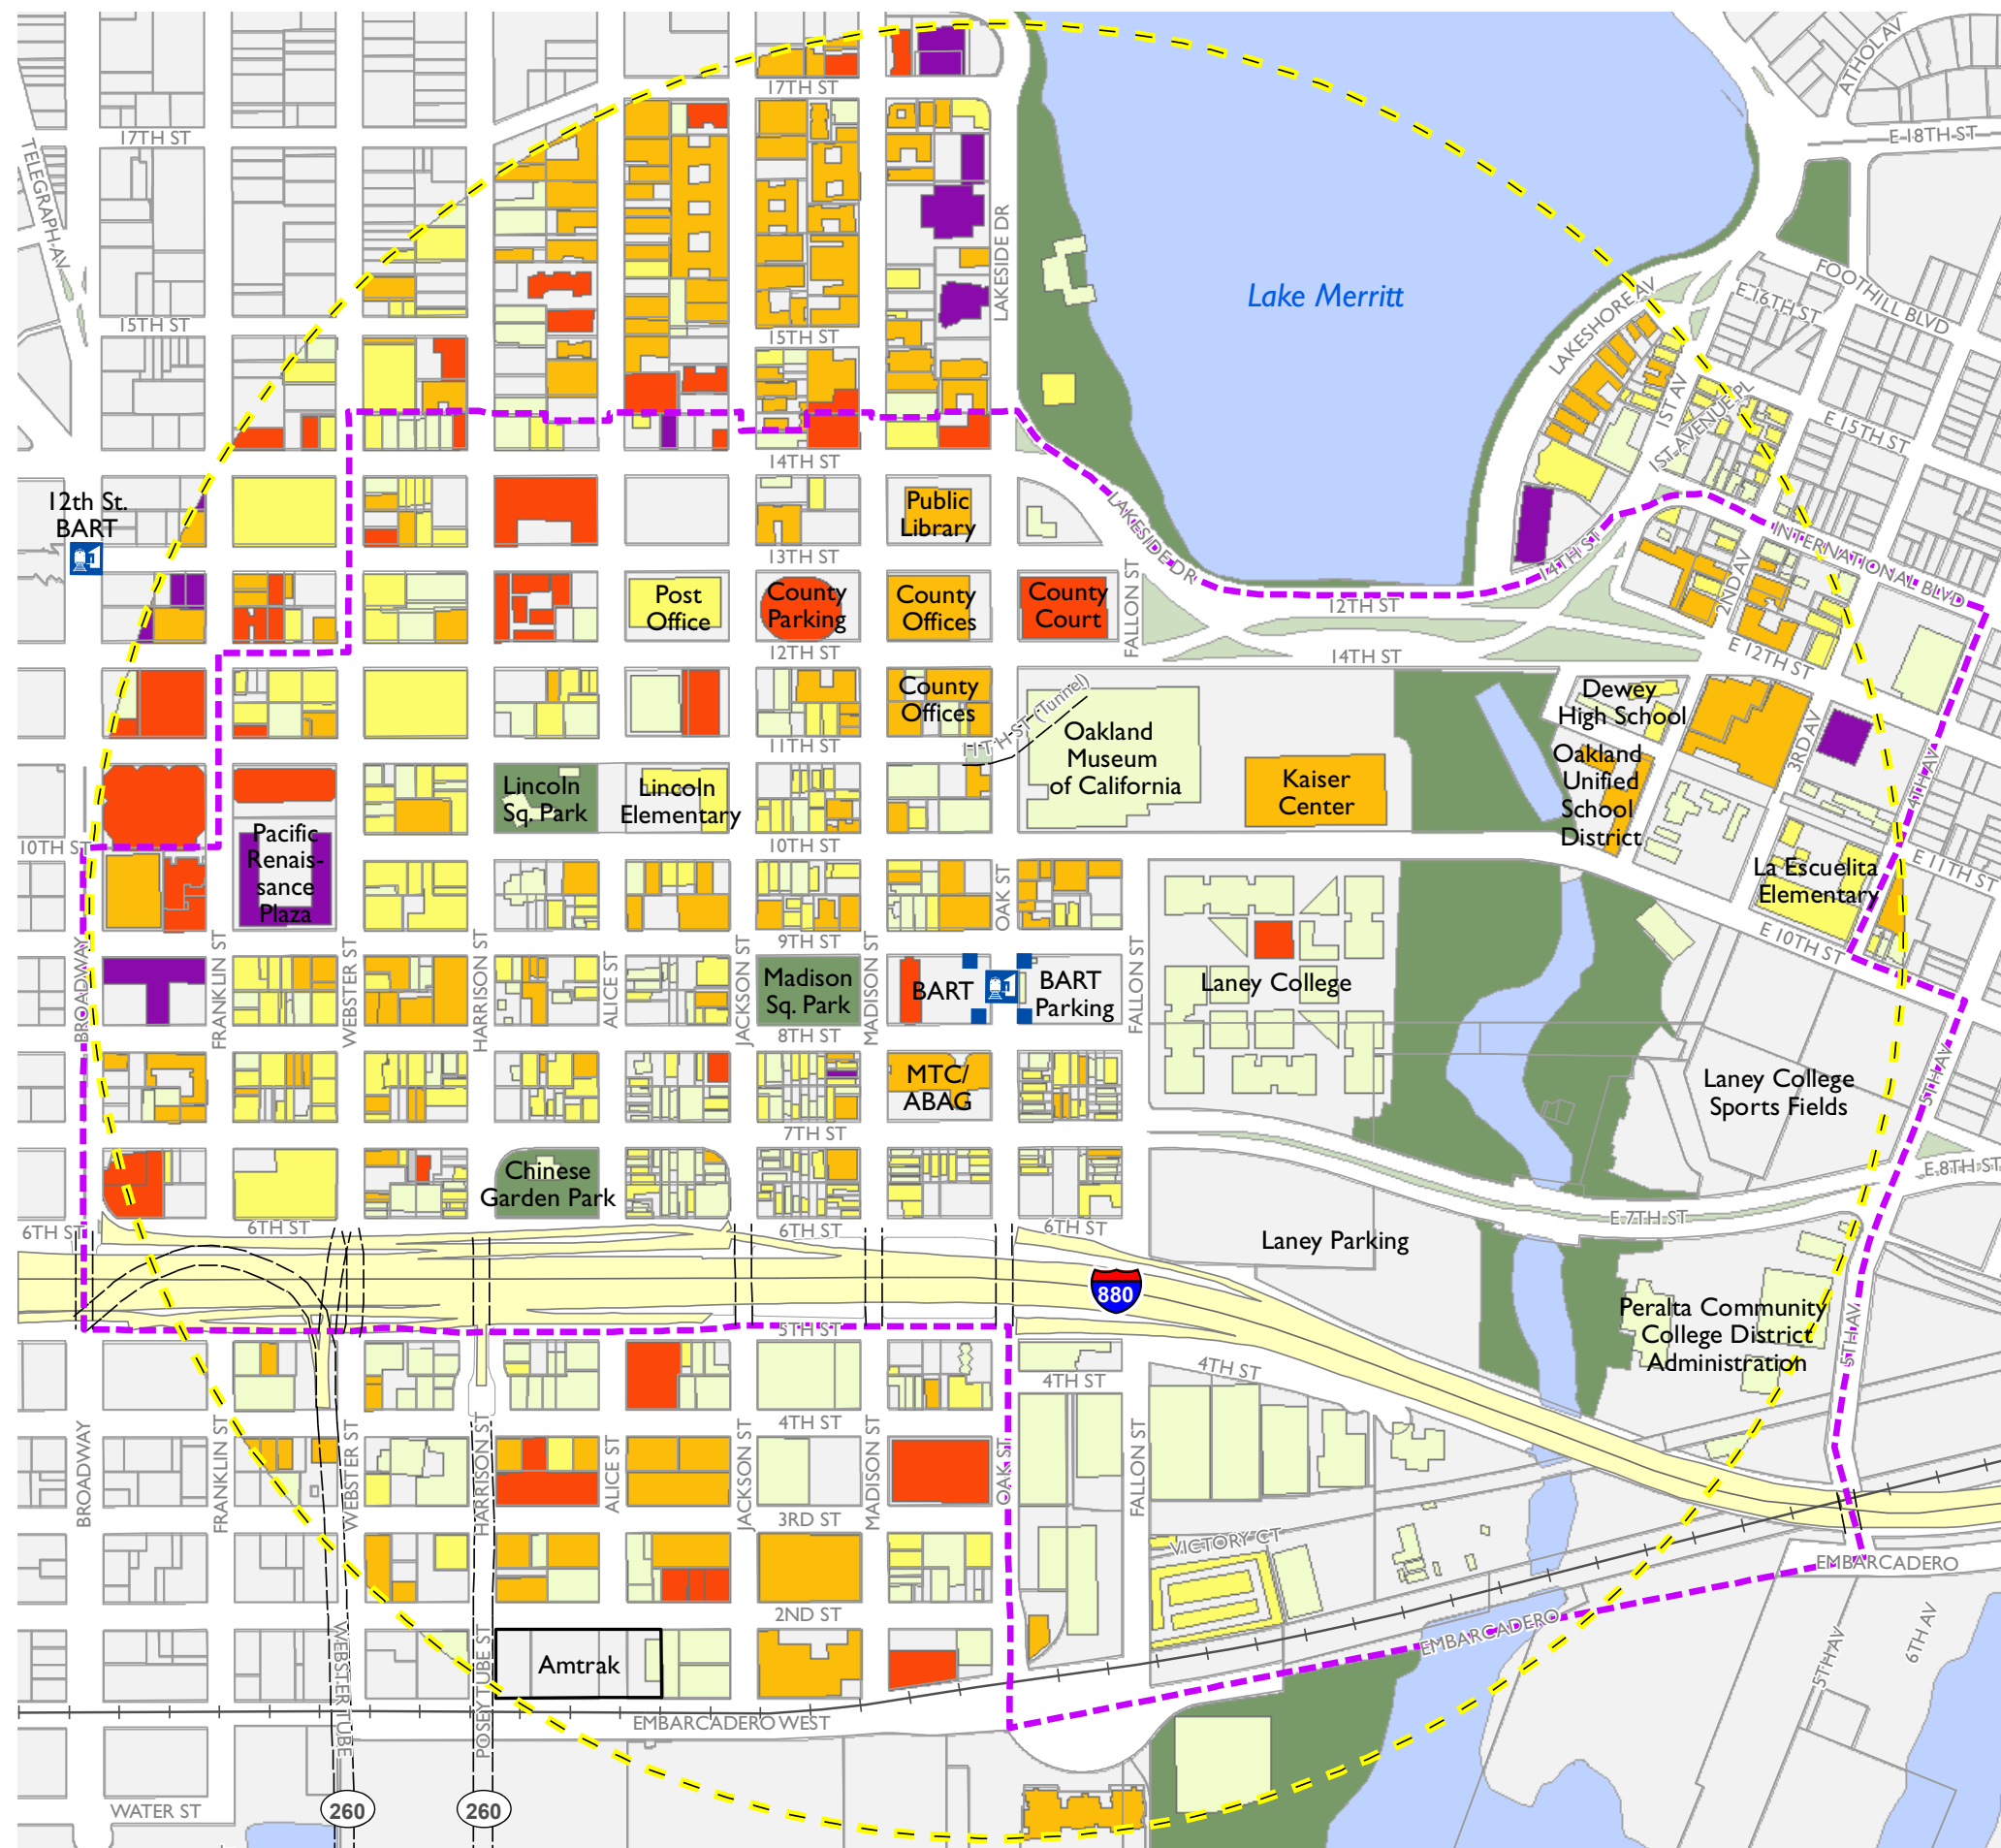 ATHOL AV
17TH ST
E 18TH ST
17TH ST
TELEGRAPH AV
LAKESIDE DR
FOOTHILL BLVD
E 16TH ST
Lake Merritt
LAKESHORE AV
15TH ST
15TH ST
1ST AV
1ST AVENUE PL
E 15TH ST
14TH ST
12th St.
BART
Public
Library
LAKESIDE DR
INTERNATIONAL BLVD
13TH ST
14TH ST
2ND AV
FALLON ST
Post
Office
County
Parking
County
Offices
County
Court
12TH ST
12TH ST
14TH ST
E 12TH ST
County
Offices
11TH ST (Tunnel)
Dewey
High School
3RD AV
4TH AV
Oakland
Museum
of California
11TH ST
Oakland
Unified
School
District
Lincoln
Sq. Park
Lincoln
Elementary
Kaiser
Center
10TH ST
10TH ST
Pacific
Renais-
sance
Plaza
E 11TH ST
La Escuelita
Elementary
OAK ST
E 10TH ST
9TH ST
BROADWAY
FRANKLIN ST
WEBSTER ST
HARRISON ST
ALICE ST
JACKSON ST
MADISON ST
FALLON ST
Madison
Sq. Park
BART
BART
Parking
Laney College
8TH ST
MTC/
ABAG
Laney College
Sports Fields
5TH AV
7TH ST
E 8TH ST
Chinese
Garden Park
6TH ST
6TH ST
6TH ST
6TH ST
E 7TH ST
Laney Parking
880
Peralta Community
College District
Administration
5TH AV
5TH ST
4TH ST
4TH ST
4TH ST
BROADWAY
FRANKLIN ST
WEBSTER ST
HARRISON ST
ALICE ST
JACKSON ST
MADISON ST
OAK ST
FALLON ST
3RD ST
VICTORY CT
EMBARCADERO
2ND ST
EMBARCADERO
5TH AV
6TH AV
WEBSTER TUBE
POSEY TUBE ST
Amtrak
EMBARCADERO WEST
WATER ST
260
260